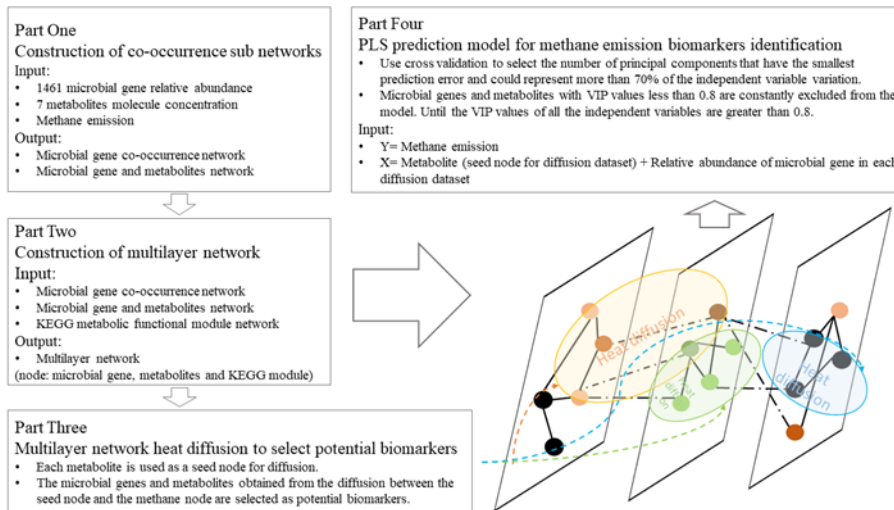 Part One
Construction of co-occurrence sub networks
Input:
• 1461 microbial gene relative abundance
• 7 metabolites molecule concentration
• Methane emission
Output:
• Microbial gene co-occurrence network
• Microbial gene and metabolites network
Part Two
Construction of multilayer network
Input:
• Microbial gene co-occurrence network
• Microbial gene and metabolites network
• KEGG metabolic functional module network
Output:
• Multilayer network
(node: microbial gene, metabolites and KEGG module)
Part Three
Multilayer network heat diffusion to select potential biomarkers
• Each metabolite is used as a seed node for diffusion.
• The microbial genes and metabolites obtained from the diffusion between the
seed node and the methane node are selected as potential biomarkers.
Part Four
PLS prediction model for methane emission biomarkers identification
• Use cross validation to select the number of principal components that have the smallest
prediction error and could represent more than 70% of the independent variable variation.
• Microbial genes and metabolites with VIP values less than 0.8 are constantly excluded from the
model. Until the VIP values of all the independent variables are greater than 0.8.
Input:
• Y= Methane emission
• X= Metabolite (seed node for diffusion dataset) + Relative abundance of microbial gene in each
diffusion dataset
Heat diffusion
Heat
diffusion
Heat
diffusion